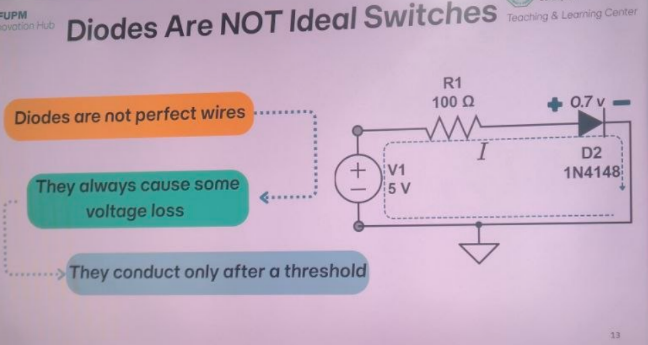 FUPM
Diodes Are NOT Ideal Switches
ovation Hub
Teaching & Learning Center
Diodes are not perfect wires
They always cause some
voltage loss
They conduct only after a threshold
R1
100 Ω
+ 0.7 v −
I
D2
1N4148
+
V1
−
5 V
13